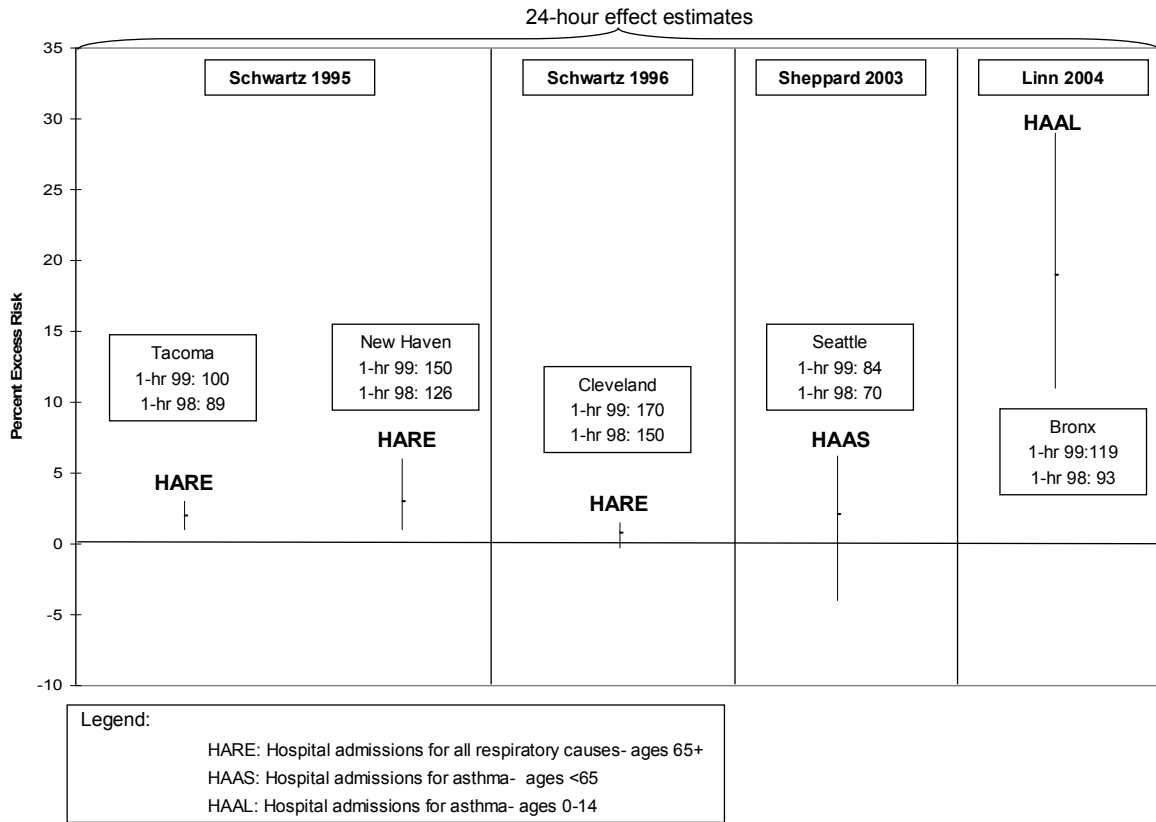 24-hour effect estimates
35
30
25
20
15
10
5
0
-5
-10
Percent Excess Risk
Schwartz 1995
Schwartz 1996
Sheppard 2003
Linn 2004
Tacoma
1-hr 99: 100
1-hr 98: 89
HARE
New Haven
1-hr 99: 150
1-hr 98: 126
HARE
Cleveland
1-hr 99: 170
1-hr 98: 150
HARE
Seattle
1-hr 99: 84
1-hr 98: 70
HAAS
HAAL
Bronx
1-hr 99:119
1-hr 98: 93
Legend:
HARE: Hospital admissions for all respiratory causes- ages 65+
HAAS: Hospital admissions for asthma- ages <65
HAAL: Hospital admissions for asthma- ages 0-14